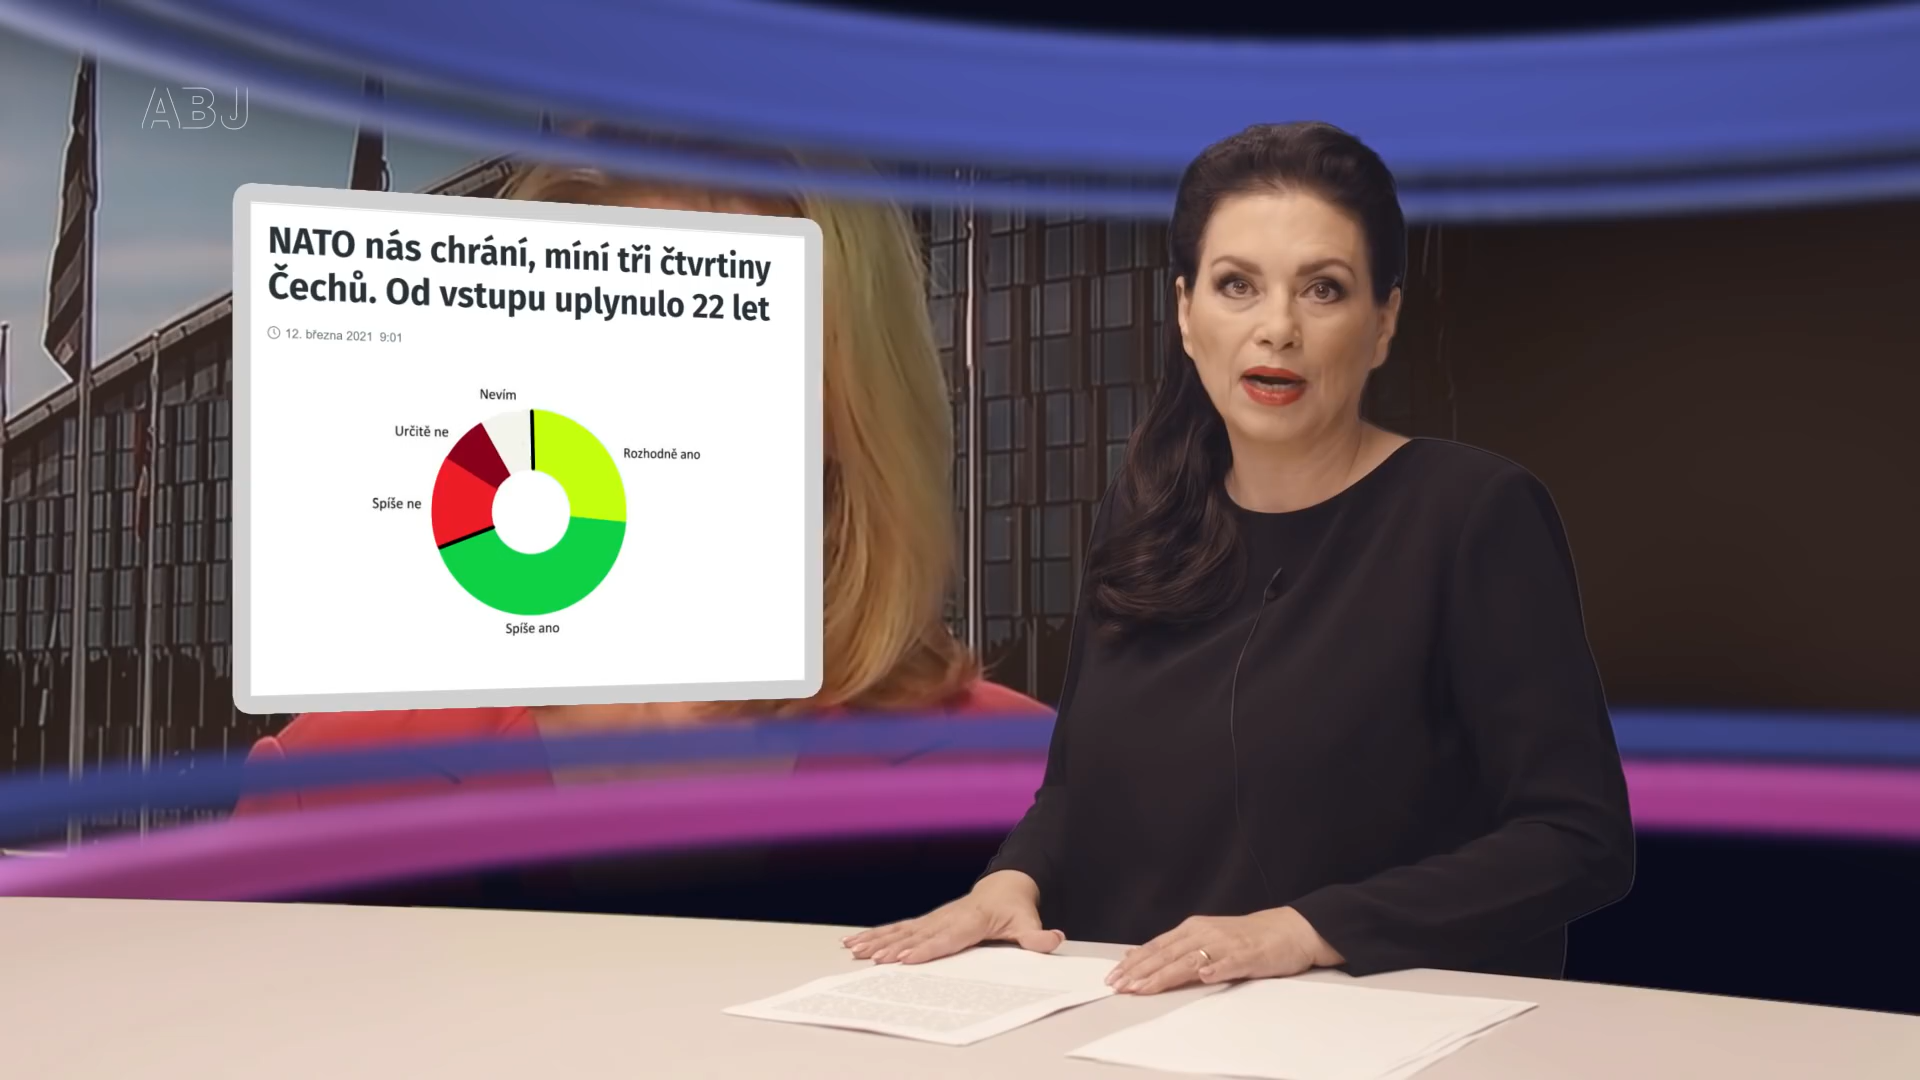 ABJ
NATO nás chrání, míní tři čtvrtiny
Čechů. Od vstupu uplynulo 22 let
12. března 2021 9:01
Nevím
Určitě ne
Rozhodně ano
Spíše ne
Spíše ano